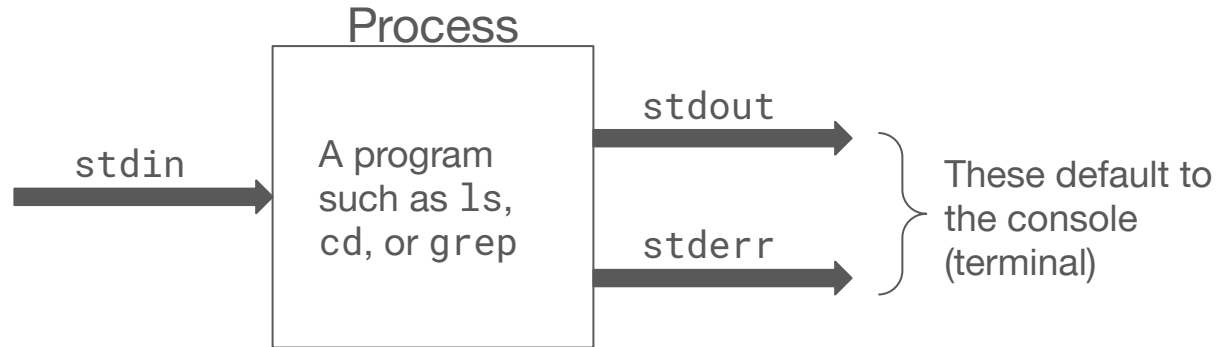 Process
stdin
A program
such as ls,
cd, or grep
stdout
stderr
These default to
the console
(terminal)